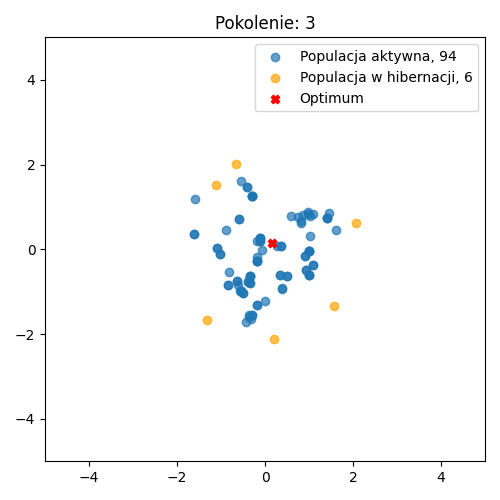 Pokolenie: 3
Populacja aktywna, 94
Populacja w hibernacji, 6
Optimum
4
2
0
−2
−4
−4 −2 0 2 4